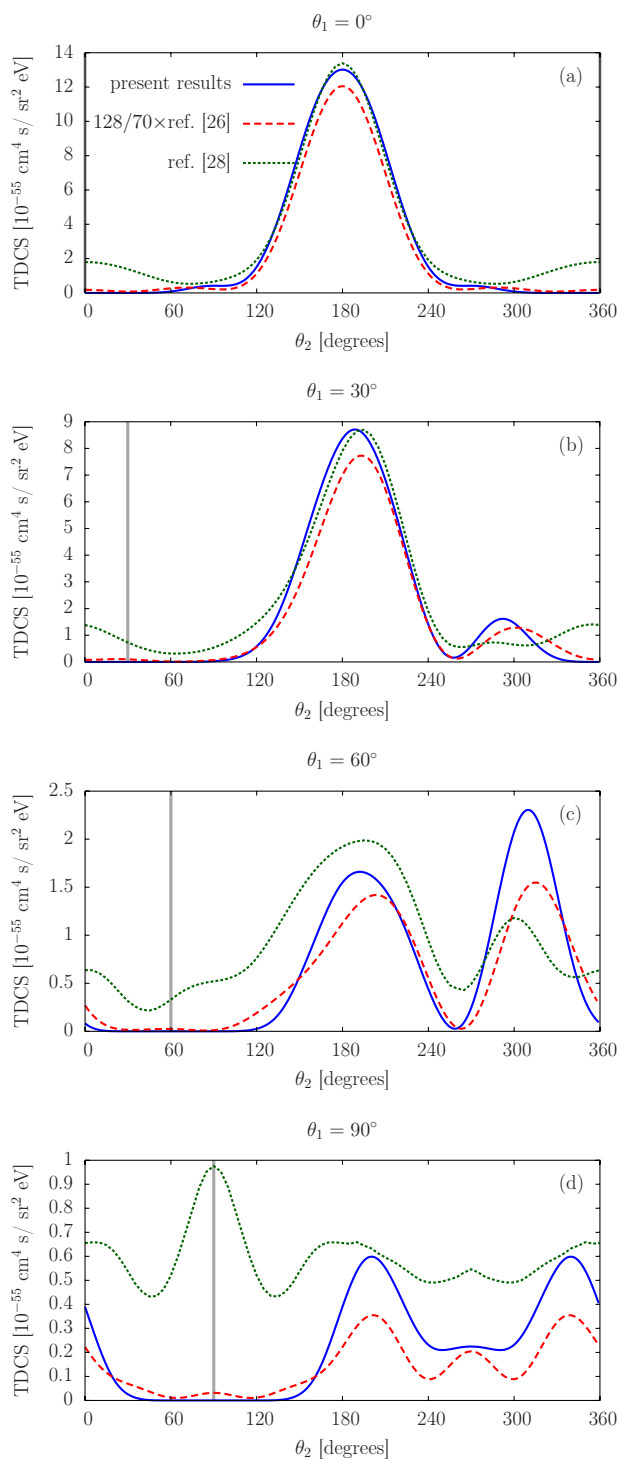 θ₁ = 0°
TDCS [10⁻⁵⁵ cm⁴ s/ sr² eV]
14
12
10
8
6
4
2
0
(a)
present results
128/70×ref. [26]
ref. [28]
0 60 120 180 240 300 360
θ₂ [degrees]
θ₁ = 30°
TDCS [10⁻⁵⁵ cm⁴ s/ sr² eV]
9
8
7
6
5
4
3
2
1
0
(b)
0 60 120 180 240 300 360
θ₂ [degrees]
θ₁ = 60°
TDCS [10⁻⁵⁵ cm⁴ s/ sr² eV]
2.5
2
1.5
1
0.5
0
(c)
0 60 120 180 240 300 360
θ₂ [degrees]
θ₁ = 90°
TDCS [10⁻⁵⁵ cm⁴ s/ sr² eV]
1
0.9
0.8
0.7
0.6
0.5
0.4
0.3
0.2
0.1
0
(d)
0 60 120 180 240 300 360
θ₂ [degrees]